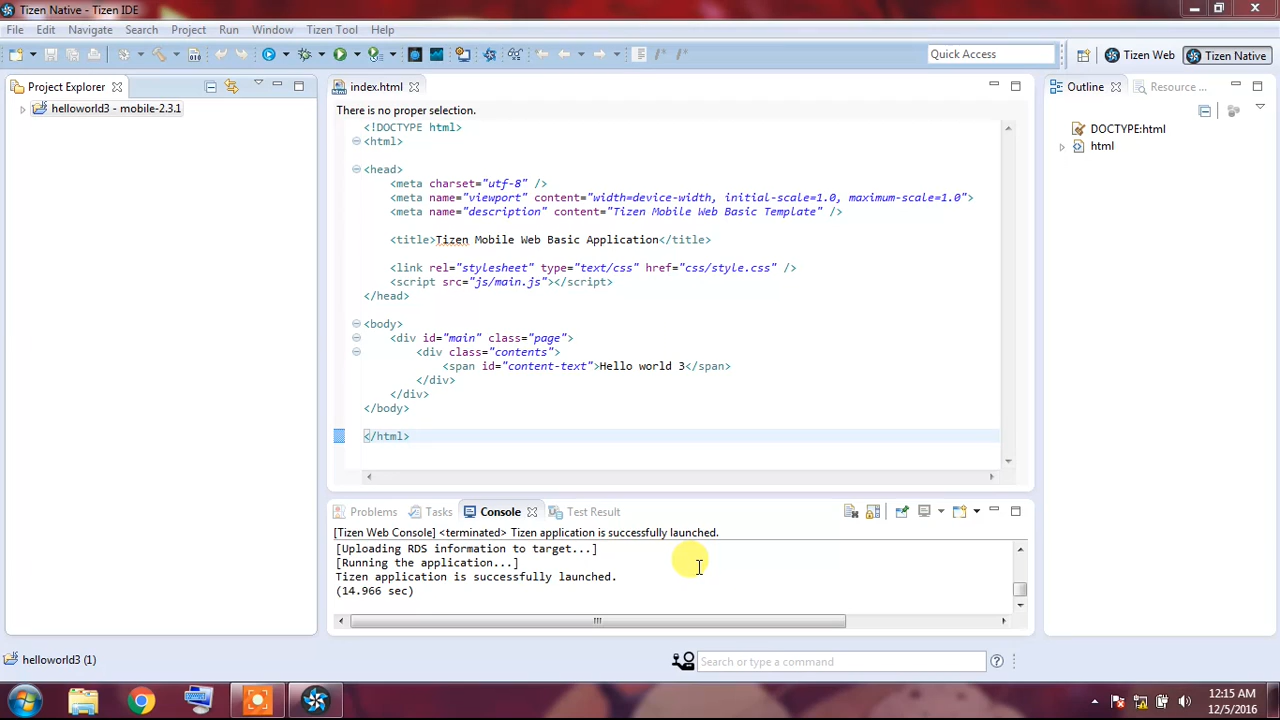 Tizen Native - Tizen IDE
File Edit Navigate Search Project Run Window Tizen Tool Help
Quick Access
Tizen Web
Tizen Native
Project Explorer
helloworld3 - mobile-2.3.1
index.html
There is no proper selection.
<!DOCTYPE html>
<html>
<head>
<meta charset="utf-8" />
<meta name="viewport" content="width=device-width, initial-scale=1.0, maximum-scale=1.0">
<meta name="description" content="Tizen Mobile Web Basic Template" />
<title>Tizen Mobile Web Basic Application</title>
<link rel="stylesheet" type="text/css" href="css/style.css" />
<script src="js/main.js"></script>
</head>
<body>
<div id="main" class="page">
<div class="contents">
<span id="content-text">Hello world 3</span>
</div>
</div>
</body>
</html>
Outline
Resource ...
DOCTYPE:html
html
Problems Tasks Console Test Result
[Tizen Web Console] <terminated> Tizen application is successfully launched.
[Uploading RDS information to target...]
[Running the application...]
Tizen application is successfully launched.
(14.966 sec)
helloworld3 (1)
Search or type a command
12:15 AM
12/5/2016